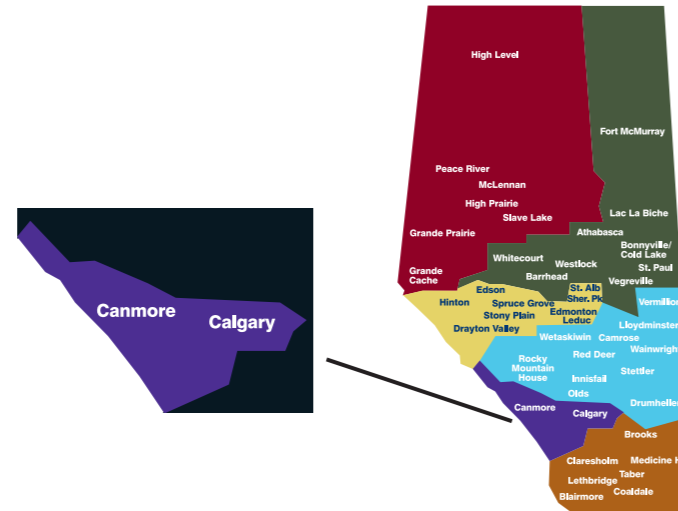 Canmore
Calgary
High Level
Fort McMurray
Peace River
McLennan
High Prairie
Slave Lake
Lac La Biche
Grande Prairie
Athabasca
Bonnyville/
Cold Lake
Whitecourt
Westlock
St. Paul
Grande
Cache
Barrhead
Vegreville
Edson
St. Alb
Hinton
Spruce Grove
Sher. Pk
Vermilion
Stony Plain
Edmonton
Leduc
Drayton Valley
Lloydminster
Wetaskiwin
Camrose
Red Deer
Wainwright
Rocky
Mountain
House
Stettler
Innisfail
Olds
Drumheller
Canmore
Calgary
Brooks
Claresholm
Medicine H
Taber
Lethbridge
Coaldale
Blairmore